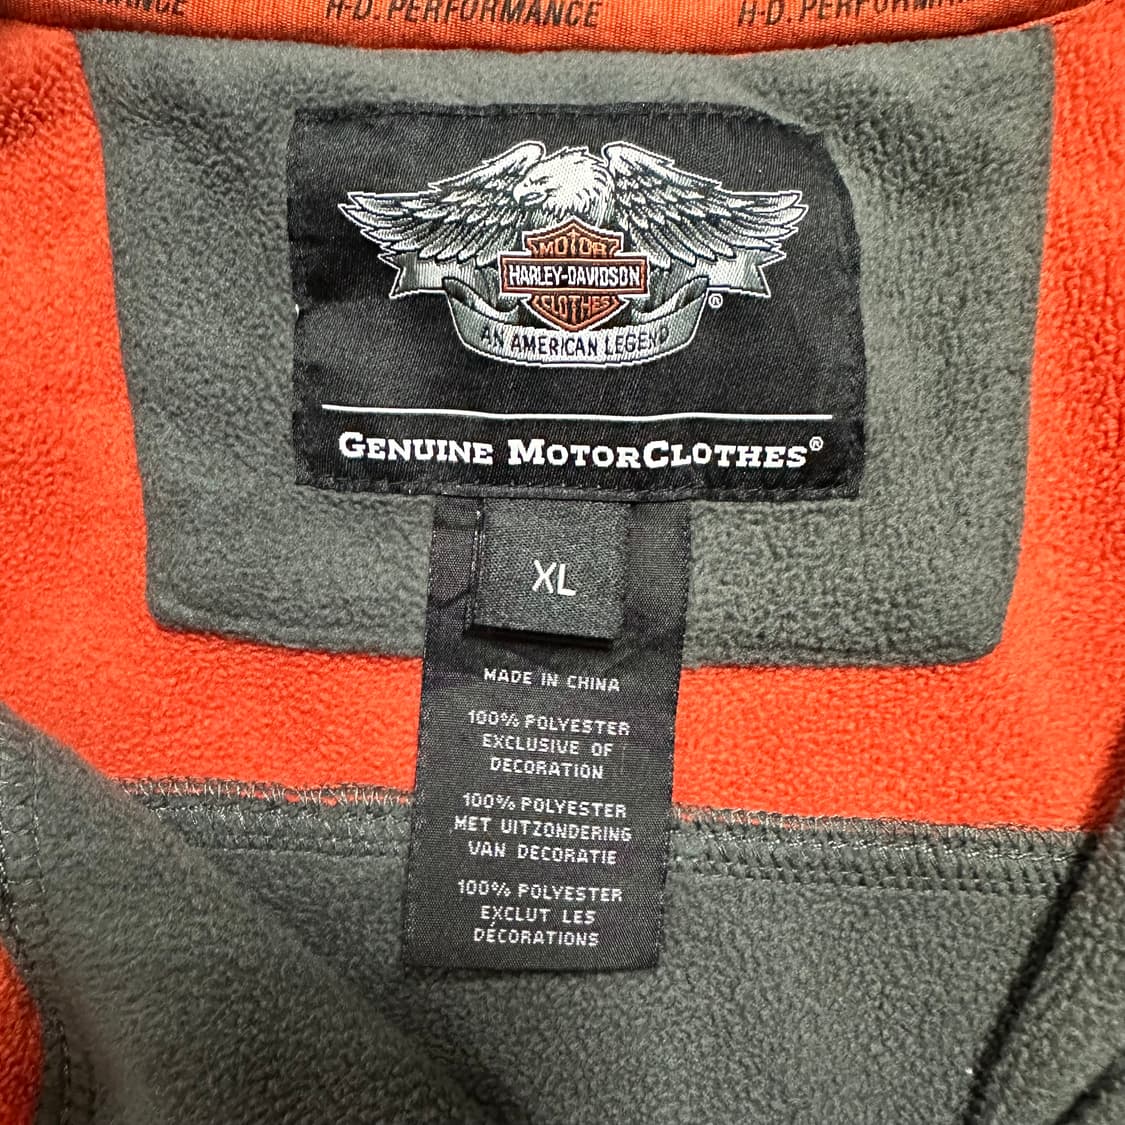 MANCE H-D. PERFORMANCE H-D. PERFORMANCE
MOTOR
HARLEY-DAVIDSON
CLOTHES
®
AN AMERICAN LEGEND
GENUINE MOTORCLOTHES®
XL
MADE IN CHINA
100% POLYESTER
EXCLUSIVE OF
DECORATION
100% POLYESTER
MET UITZONDERING
VAN DECORATIE
100% POLYESTER
EXCLUT LES
DÉCORATIONS